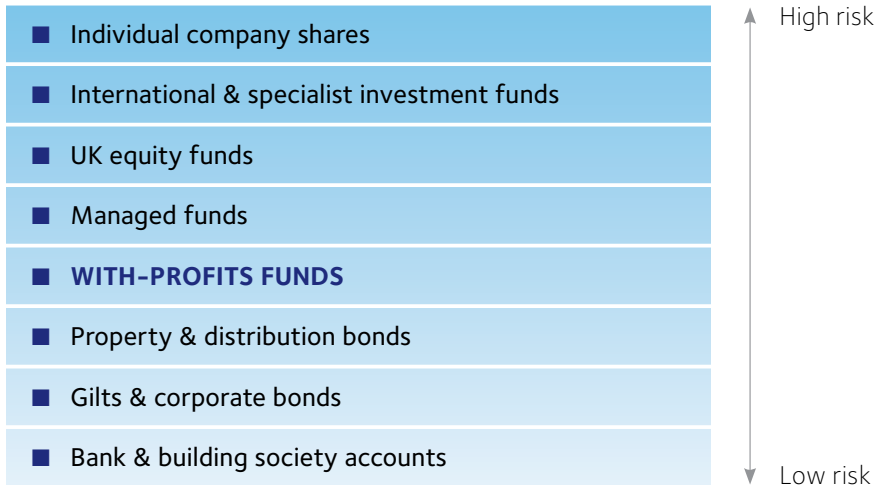 Individual company shares
International & specialist investment funds
UK equity funds
Managed funds
WITH-PROFITS FUNDS
Property & distribution bonds
Gilts & corporate bonds
Bank & building society accounts
High risk
Low risk